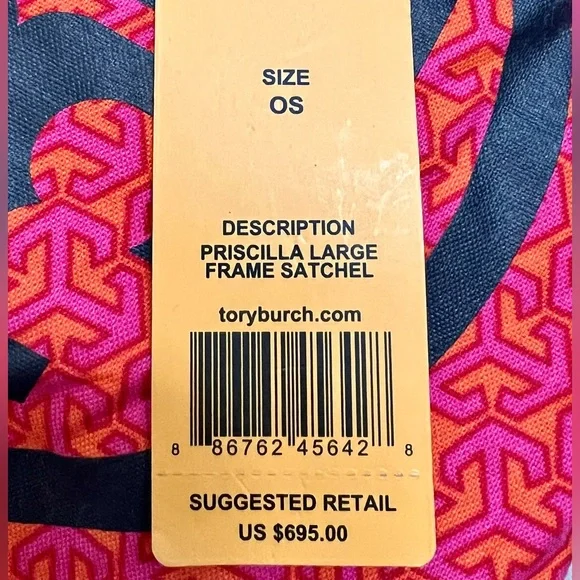 SIZE
OS
DESCRIPTION
PRISCILLA LARGE
FRAME SATCHEL
toryburch.com
8 86762 45642 8
SUGGESTED RETAIL
US $695.00